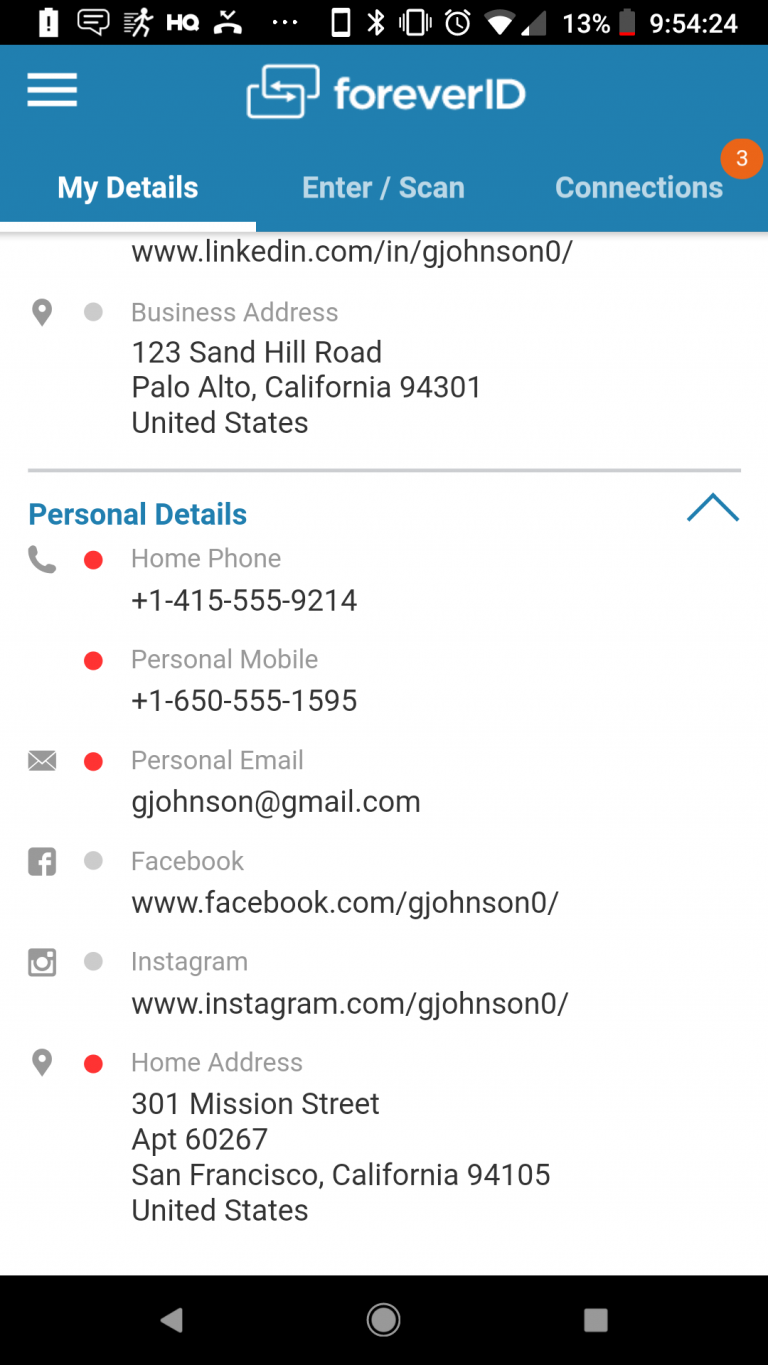 HQ
13%
9:54:24
foreverID
3
My Details
Enter / Scan
Connections
www.linkedin.com/in/gjohnson0/
Business Address
123 Sand Hill Road
Palo Alto, California 94301
United States
Personal Details
Home Phone
+1-415-555-9214
Personal Mobile
+1-650-555-1595
Personal Email
gjohnson@gmail.com
Facebook
www.facebook.com/gjohnson0/
Instagram
www.instagram.com/gjohnson0/
Home Address
301 Mission Street
Apt 60267
San Francisco, California 94105
United States